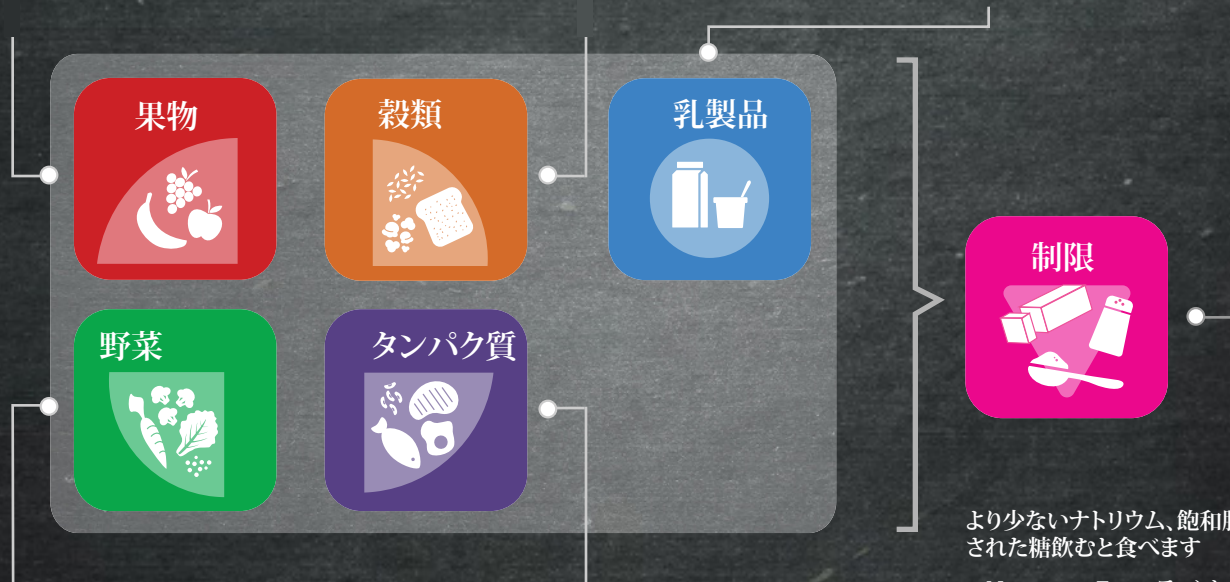 果物
穀類
乳製品
制限
野菜
タンパク質
より少ないナトリウム、飽和
された糖飲むと食べます